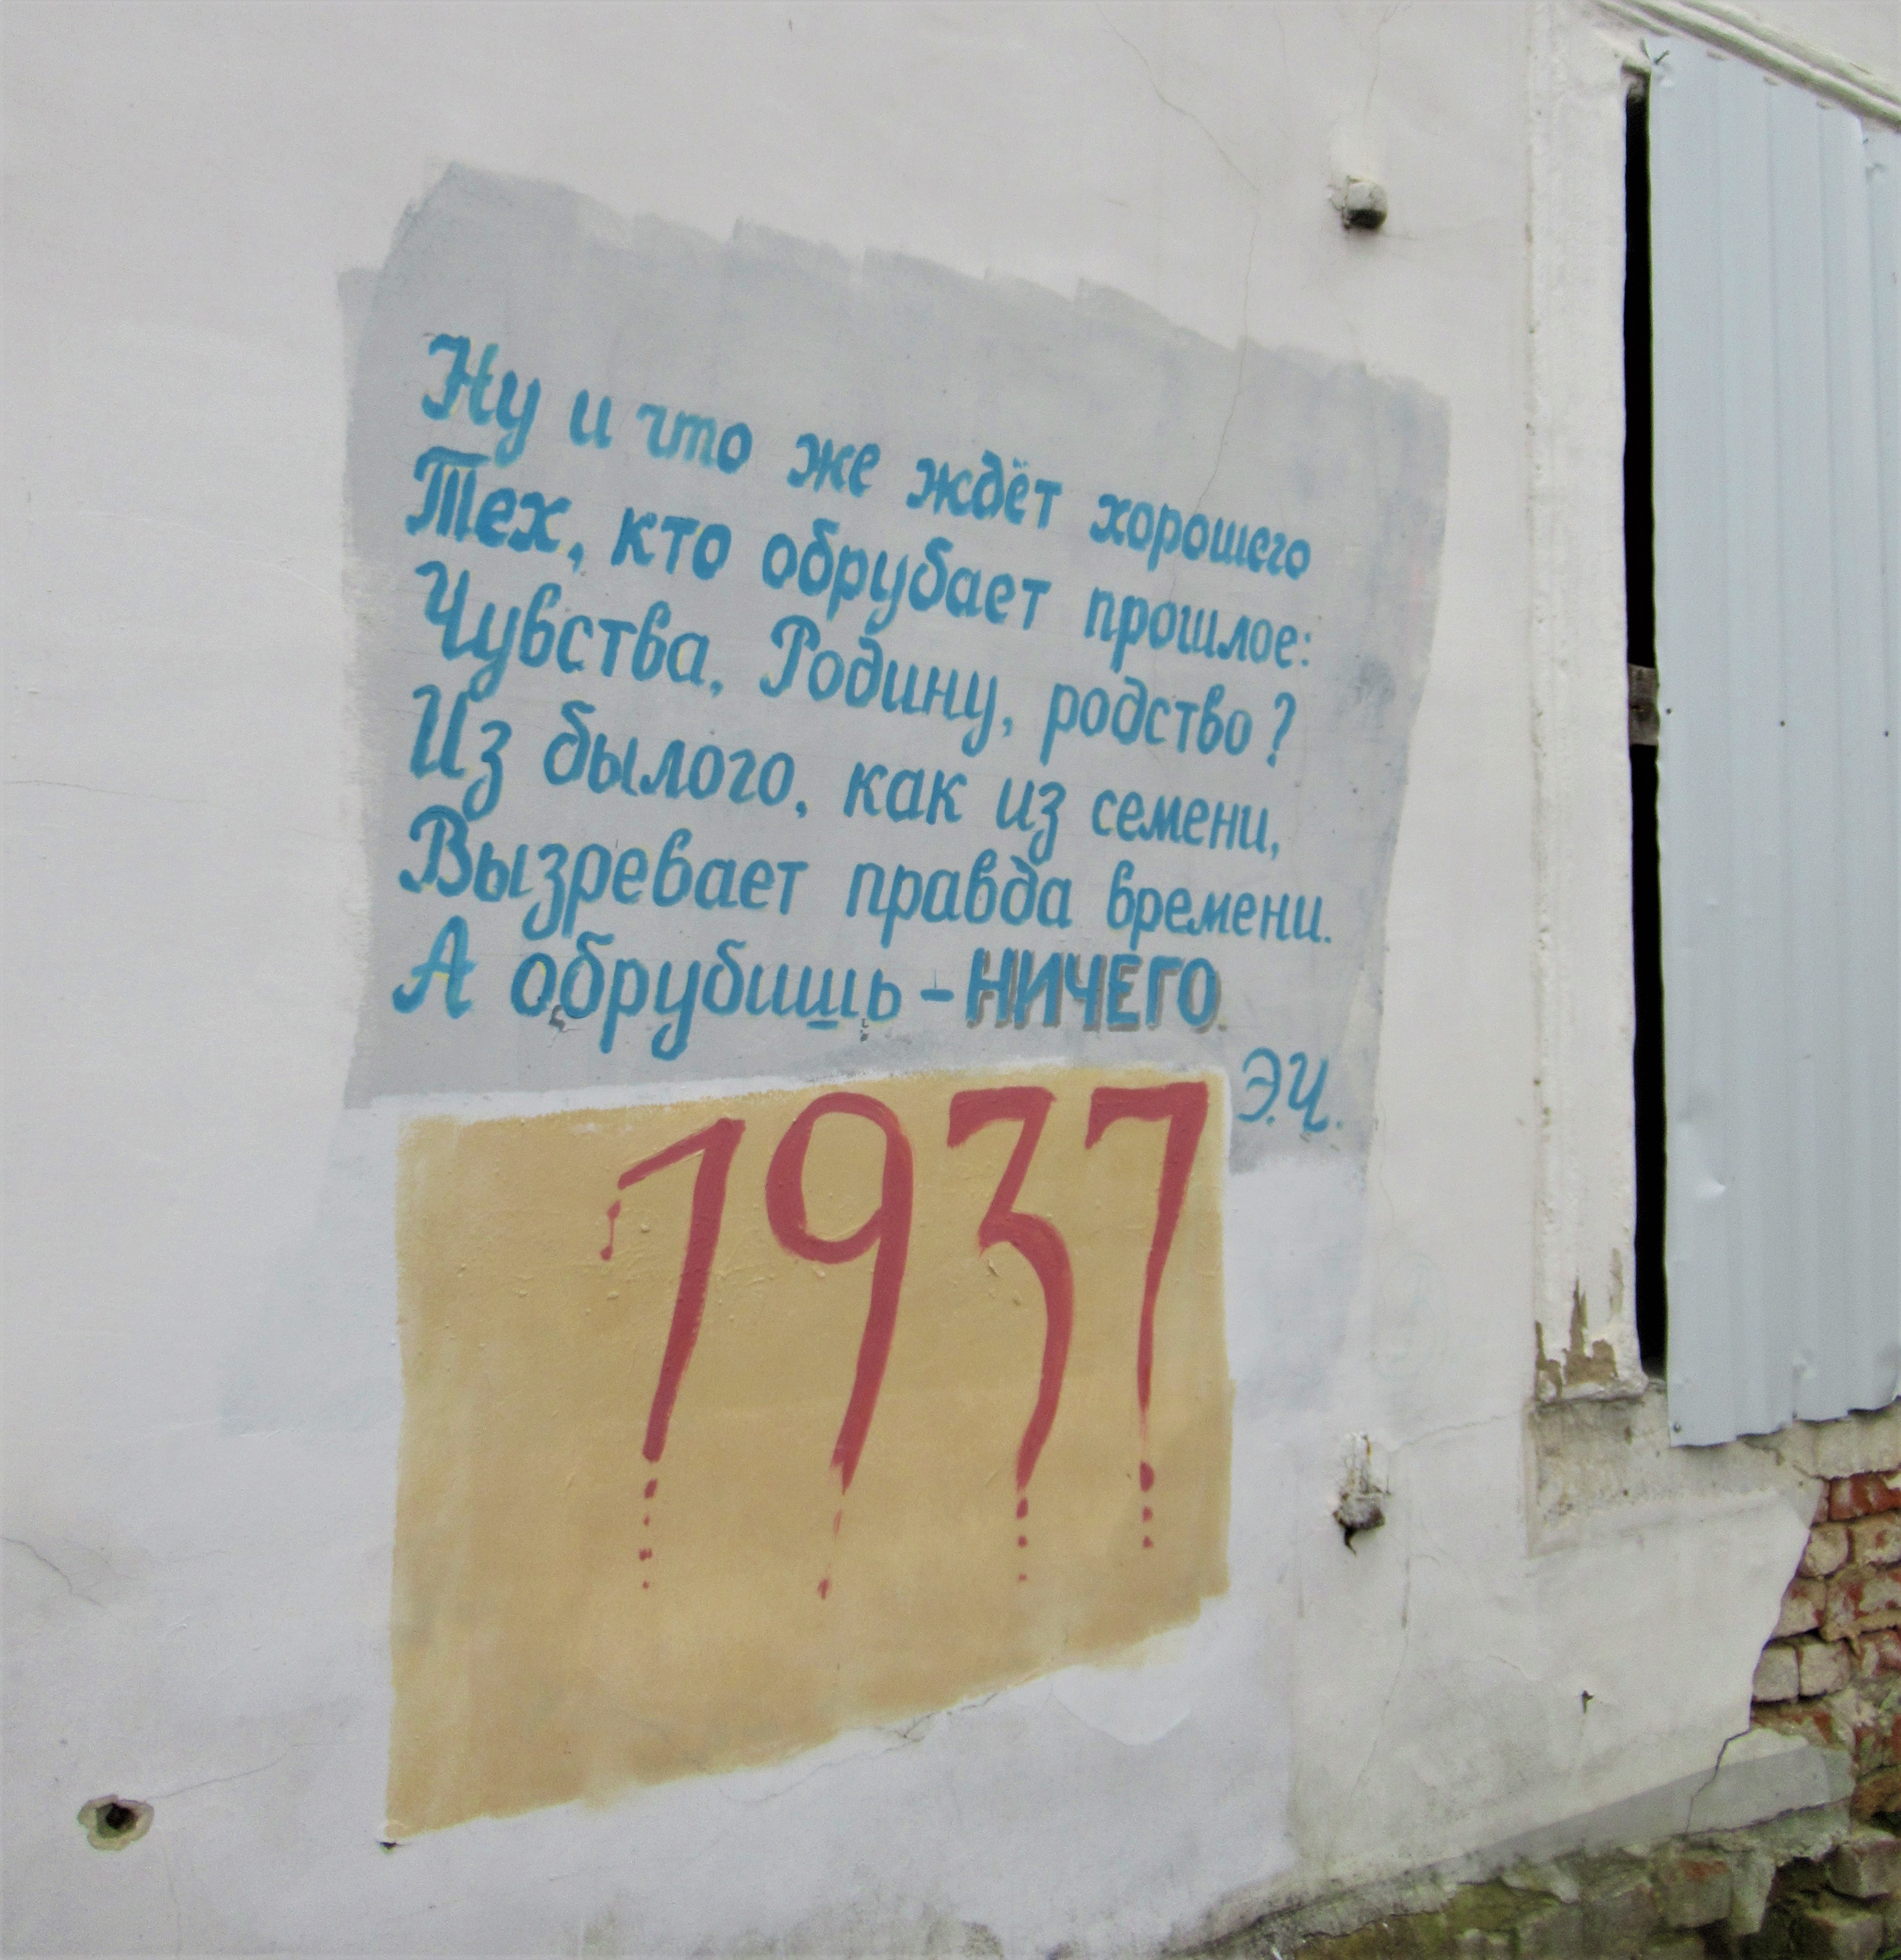 Ну и что же ждёт хорошего
Тех, кто обрубает прошлое:
Чувства, Родину, родство?
Из былого, как из семени,
Вызревает правда времени.
А обрубишь - НИЧЕГО.
Э.Ч.
1937